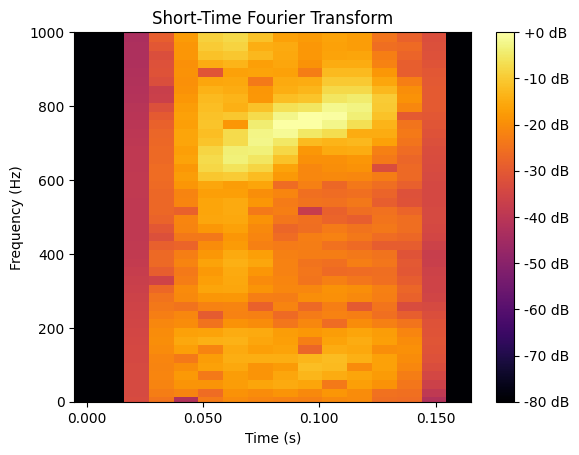 Short-Time Fourier Transform
1000
800
600
400
200
0
Frequency (Hz)
0.000
0.050
0.100
0.150
Time (s)
+0 dB
-10 dB
-20 dB
-30 dB
-40 dB
-50 dB
-60 dB
-70 dB
-80 dB